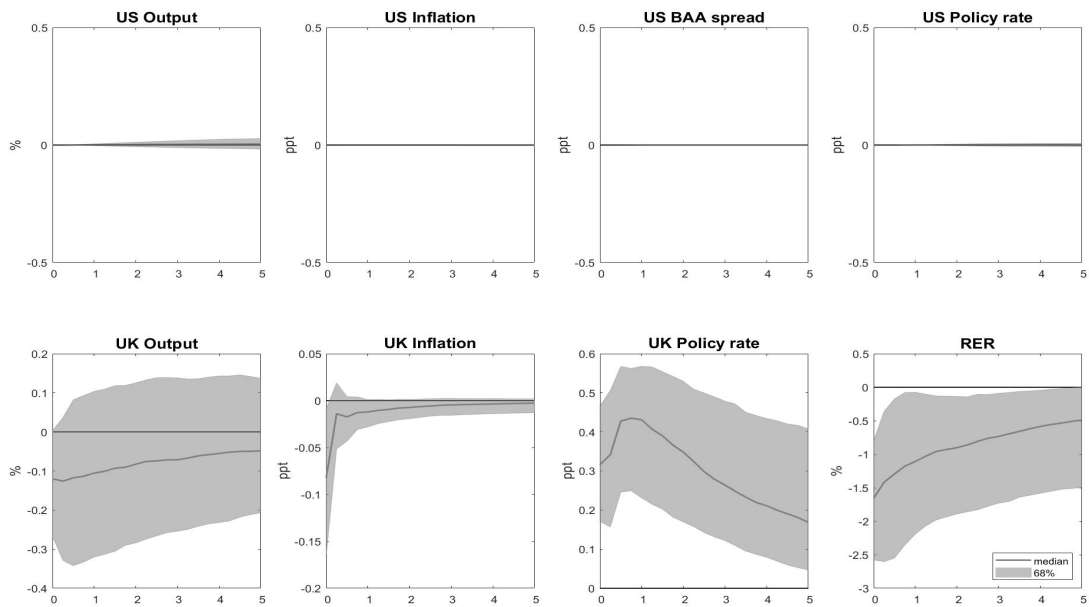 US Output
US Inflation
US BAA spread
US Policy rate
0.5
0.5
0.5
0.5
%
0
ppt
0
ppt
0
ppt
0
-0.5
-0.5
-0.5
-0.5
0 1 2 3 4 5
0 1 2 3 4 5
0 1 2 3 4 5
0 1 2 3 4 5
UK Output
UK Inflation
UK Policy rate
RER
%
0.2
0.1
0
-0.1
-0.2
-0.3
-0.4
0 1 2 3 4 5
ppt
0.05
0
-0.05
-0.1
-0.15
-0.2
0 1 2 3 4 5
ppt
0.6
0.5
0.4
0.3
0.2
0.1
0
0 1 2 3 4 5
%
0.5
0
-0.5
-1
-1.5
-2
-2.5
-3
0 1 2 3 4 5
median
68%